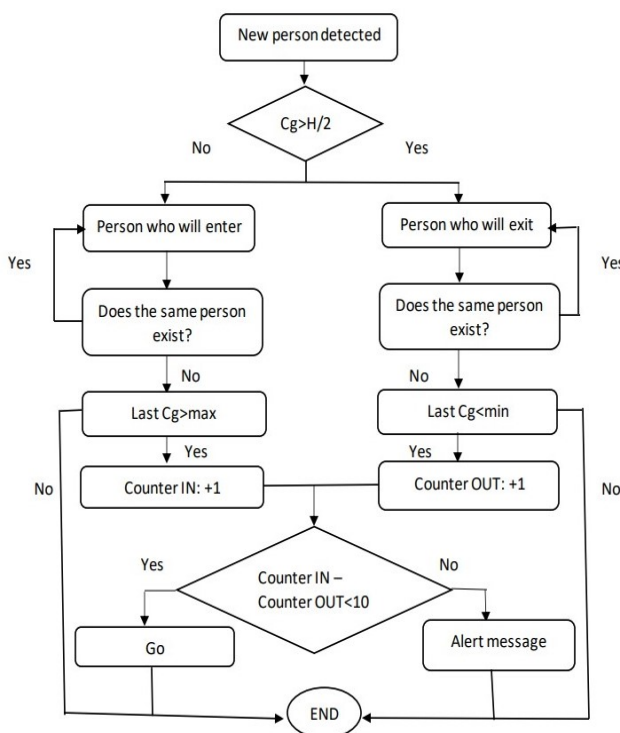 New person detected
Cg>H/2
No
Yes
Person who will enter
Person who will exit
Yes
Yes
Does the same person
exist?
Does the same person
exist?
No
No
Last Cg>max
Last Cg<min
Yes
Yes
No
Counter IN: +1
Counter OUT: +1
No
Yes
No
Counter IN –
Counter OUT<10
Go
Alert message
END